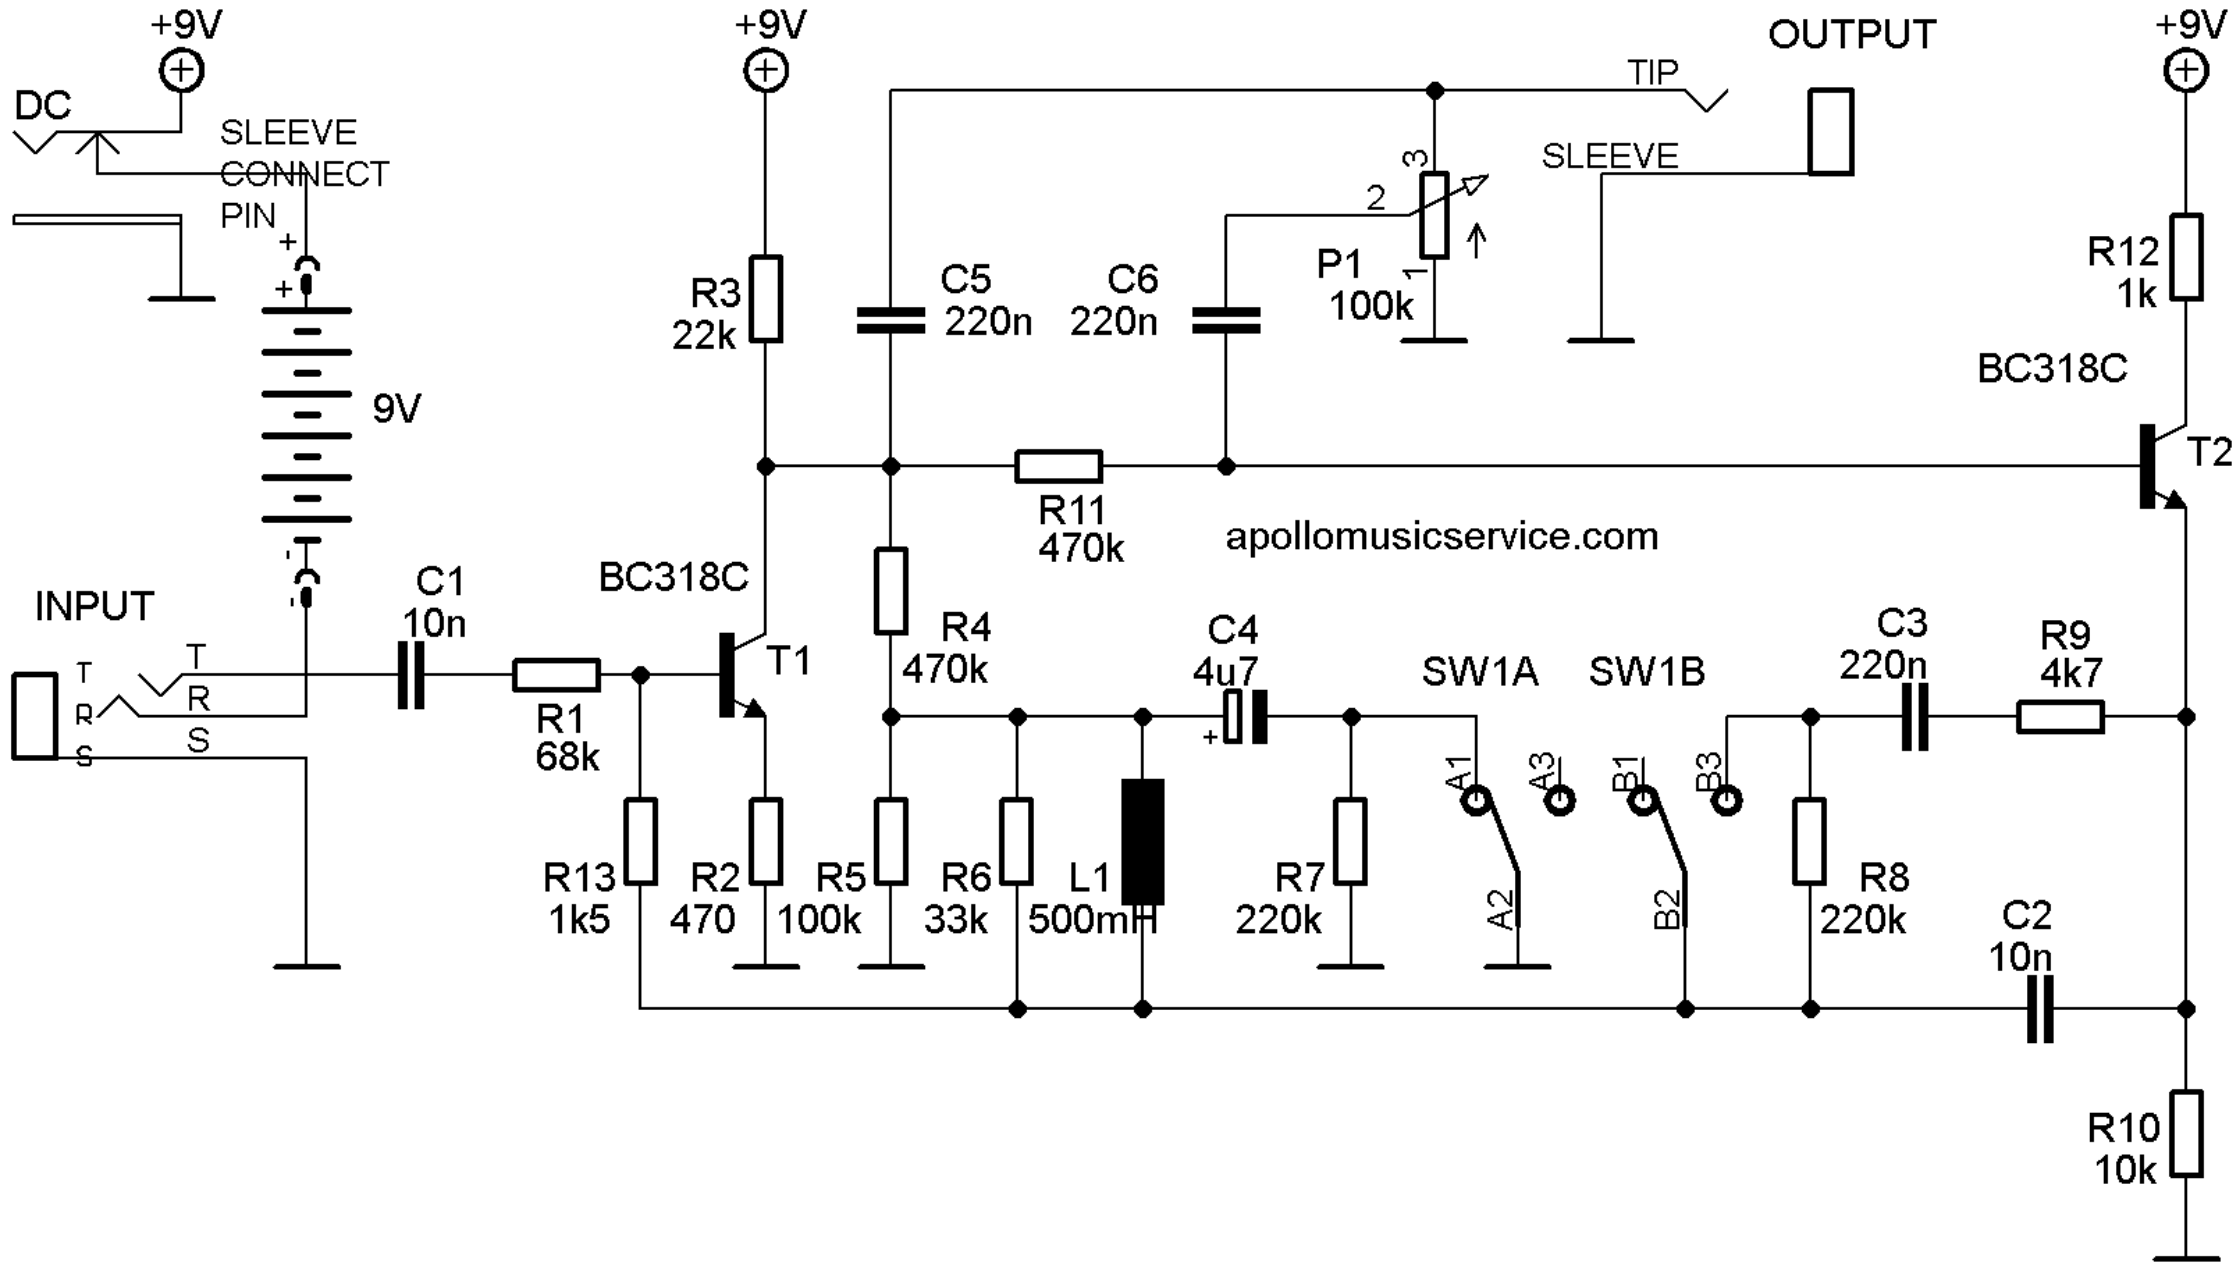 +9V
+9V
OUTPUT
+9V
DC
TIP
SLEEVE
CONNECT
PIN
SLEEVE
3
2
1
P1
100k
+
+
R3
22k
C5
220n
C6
220n
R12
1k
BC318C
T2
9V
-
-
R11
470k
apollomusicservice.com
INPUT
C1
10n
BC318C
T1
R4
470k
C4
4u7
+
SW1A
SW1B
C3
220n
R9
4k7
T
R
S
T
R
S
R1
68k
A1
A3
B1
B3
A2
B2
R13
1k5
R2
470
R5
100k
R6
33k
L1
500mH
R7
220k
R8
220k
C2
10n
R10
10k